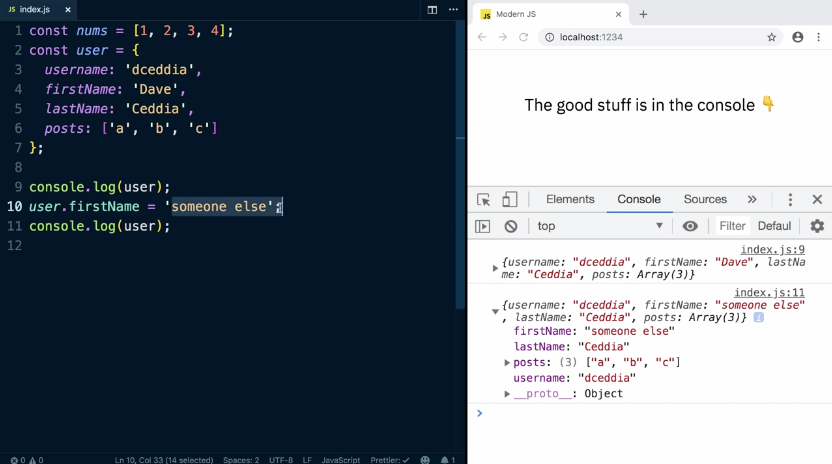 JS index.js ×
1 const nums = [1, 2, 3, 4];
2 const user = {
3 username: 'dceddia',
4 firstName: 'Dave',
5 lastName: 'Ceddia',
6 posts: ['a', 'b', 'c']
7 };
8
9 console.log(user);
10 user.firstName = 'someone else';
11 console.log(user);
12
0 0 Ln 10, Col 33 (14 selected) Spaces: 2 UTF-8 LF JavaScript Prettier: ✓ 1
JS Modern JS × +
localhost:1234
The good stuff is in the console 👇
Elements Console Sources » ×
top ▼ Filter Defaul
index.js:9
▶ {username: "dceddia", firstName: "Dave", lastNa
me: "Ceddia", posts: Array(3)}
index.js:11
▼ {username: "dceddia", firstName: "someone else"
, lastName: "Ceddia", posts: Array(3)} i
firstName: "someone else"
lastName: "Ceddia"
▶ posts: (3) ["a", "b", "c"]
username: "dceddia"
▶ __proto__: Object
>